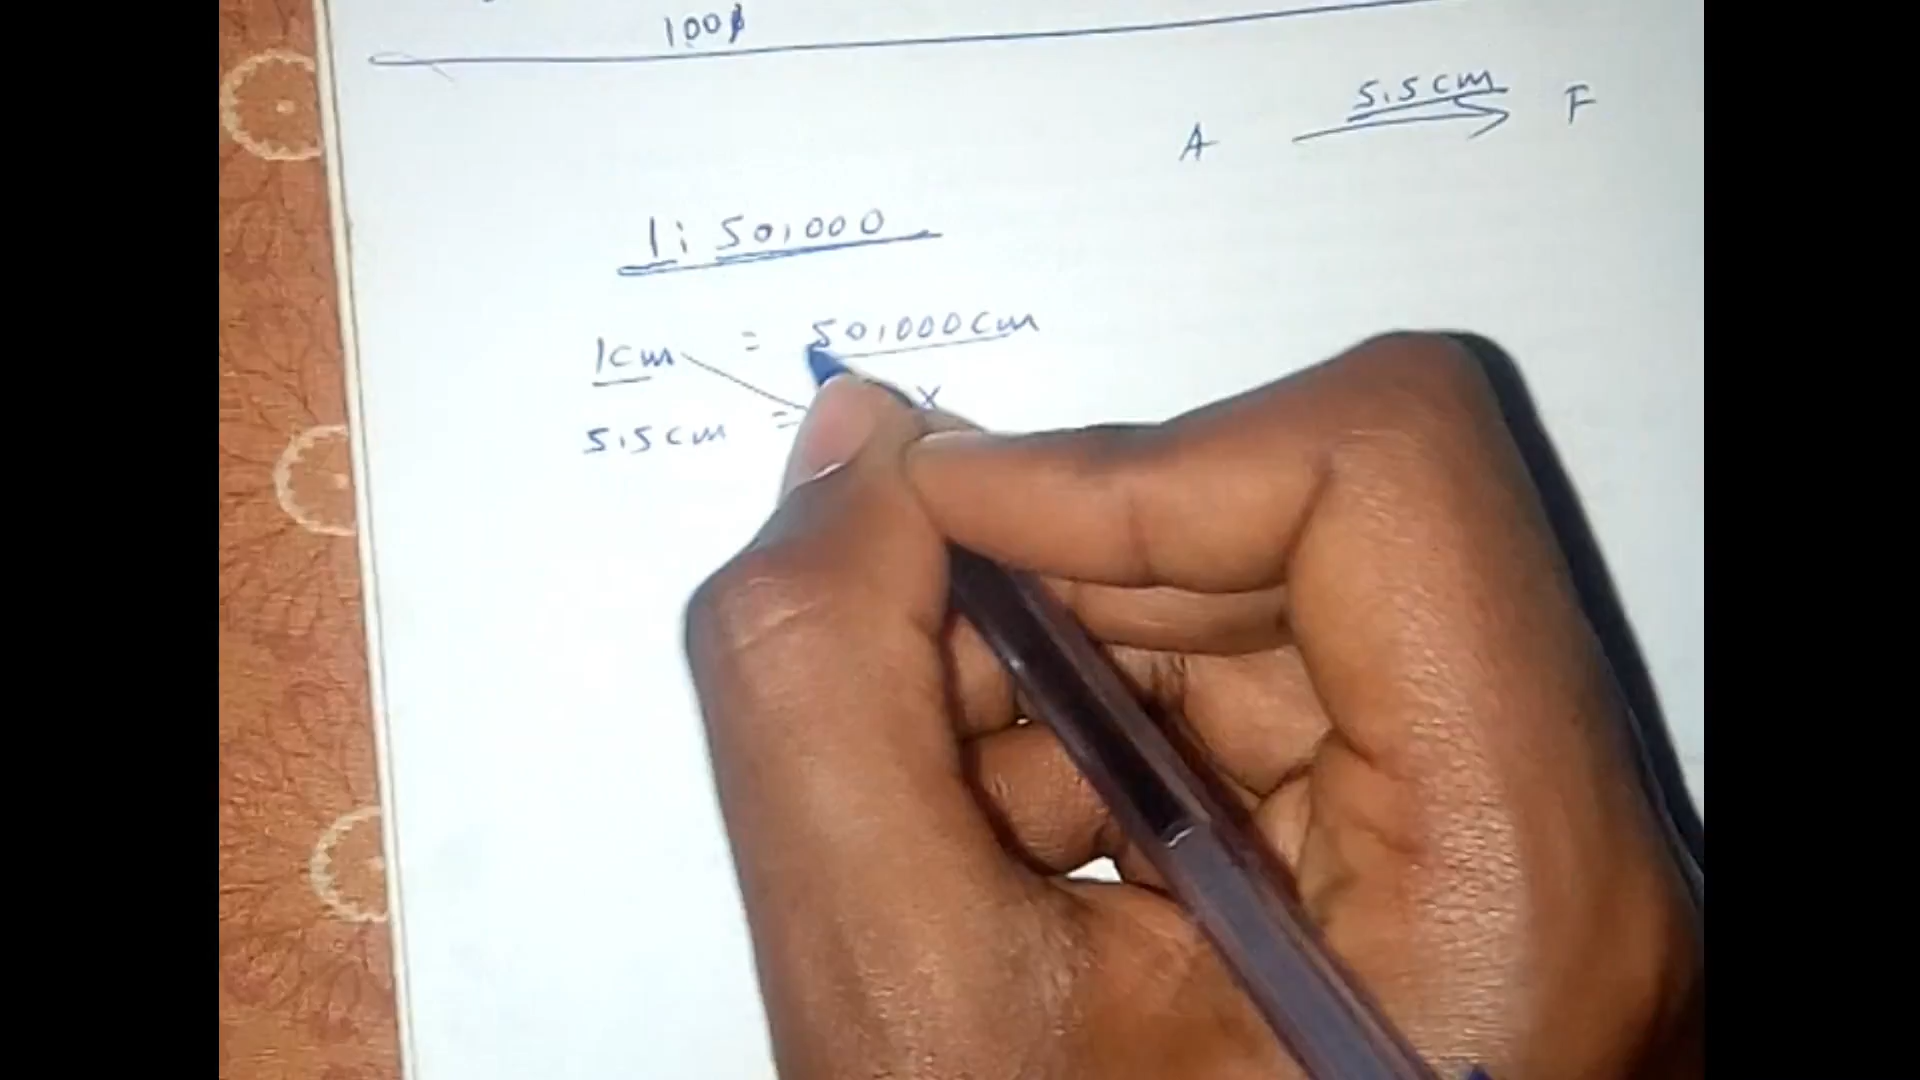 100
5.5cm
A F
1: 50,000
1cm = 50,000cm
5.5cm = x